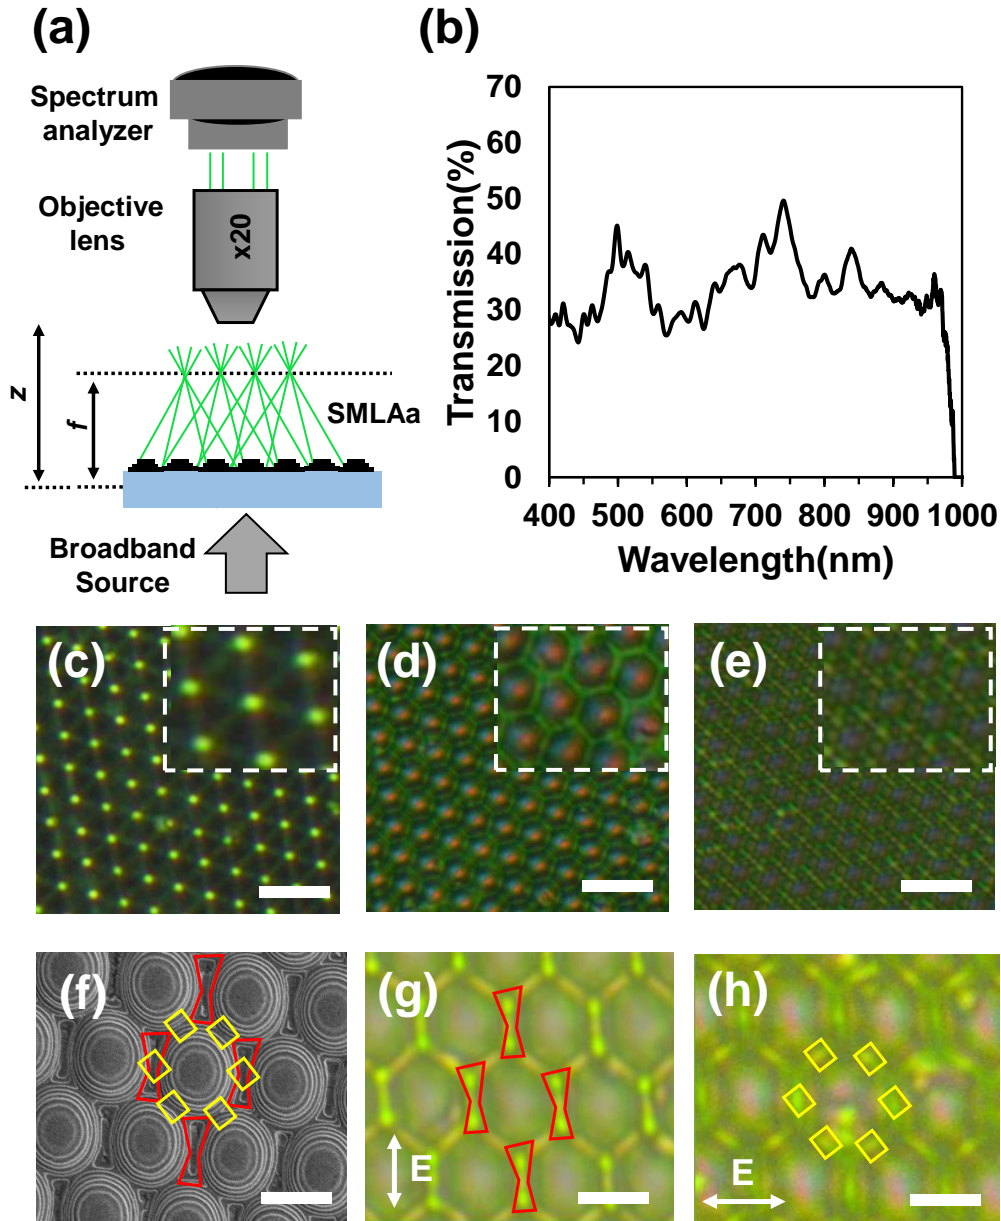 (a)
Spectrum
analyzer
Objective
lens
x20
z
f
SMLAa
Broadband
Source
(b)
Transmission(%)
70
60
50
40
30
20
10
0
400 500 600 700 800 900 1000
Wavelength(nm)
(c)
(d)
(e)
(f)
(g)
E
(h)
E